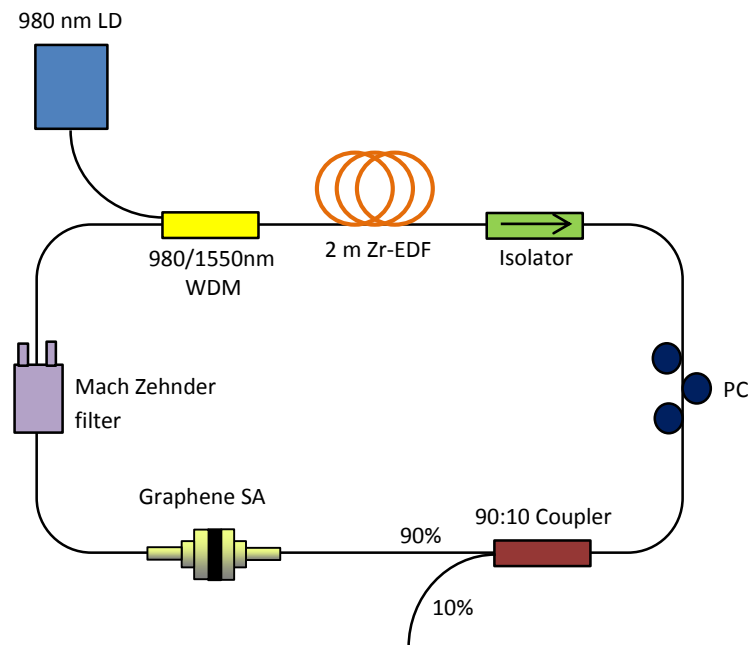 980 nm LD
980/1550nm
WDM
2 m Zr-EDF
Isolator
Mach Zehnder
filter
PC
Graphene SA
90:10 Coupler
90%
10%